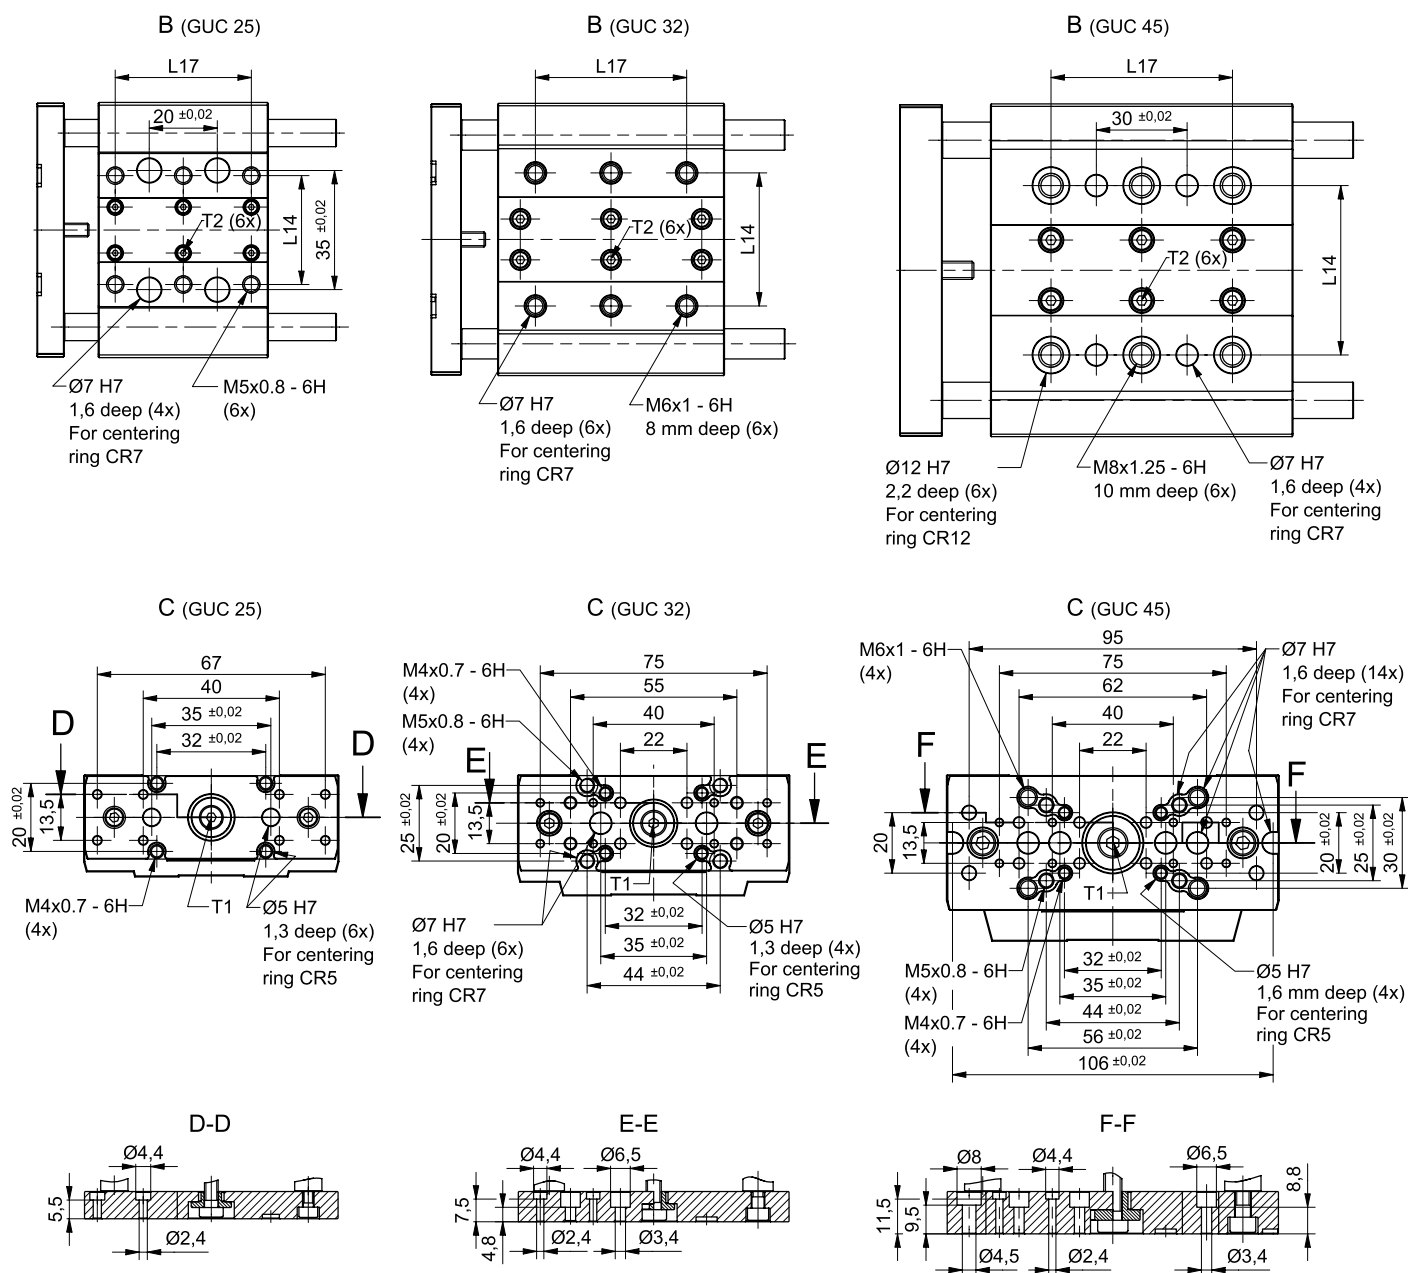 B (GUC 25)
L17
20 ±0,02
T2 (6x)
L14
35 ±0,02
Ø7 H7
1,6 deep (4x)
For centering
ring CR7
M5x0.8 - 6H
(6x)
B (GUC 32)
L17
T2 (6x)
L14
Ø7 H7
1,6 deep (6x)
For centering
ring CR7
M6x1 - 6H
8 mm deep (6x)
B (GUC 45)
L17
30 ±0,02
T2 (6x)
L14
Ø12 H7
2,2 deep (6x)
For centering
ring CR12
M8x1.25 - 6H
10 mm deep (6x)
Ø7 H7
1,6 deep (4x)
For centering
ring CR7
C (GUC 25)
67
40
35 ±0,02
32 ±0,02
D
D
20 ±0,02
13,5
M4x0.7 - 6H
(4x)
T1
Ø5 H7
1,3 deep (6x)
For centering
ring CR5
C (GUC 32)
M4x0.7 - 6H
(4x)
M5x0.8 - 6H
(4x)
75
55
40
22
E
E
25 ±0,02
20 ±0,02
13,5
T1
Ø7 H7
1,6 deep (6x)
For centering
ring CR7
32 ±0,02
35 ±0,02
44 ±0,02
Ø5 H7
1,3 deep (4x)
For centering
ring CR5
C (GUC 45)
M6x1 - 6H
(4x)
95
75
62
40
22
Ø7 H7
1,6 deep (14x)
For centering
ring CR7
F
F
20
13,5
20 ±0,02
25 ±0,02
30 ±0,02
T1
M5x0.8 - 6H
(4x)
M4x0.7 - 6H
(4x)
32 ±0,02
35 ±0,02
44 ±0,02
56 ±0,02
106 ±0,02
Ø5 H7
1,6 mm deep (4x)
For centering
ring CR5
D-D
Ø4,4
5,5
Ø2,4
E-E
Ø4,4
Ø6,5
7,5
4,8
Ø2,4
Ø3,4
F-F
Ø8
Ø4,4
Ø6,5
8,8
11,5
9,5
Ø4,5
Ø2,4
Ø3,4